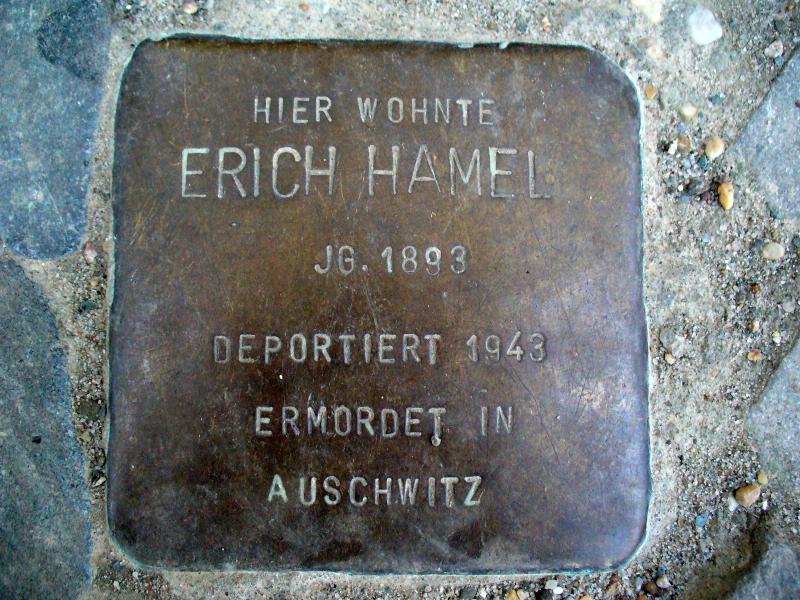 HIER WOHNTE
ERICH HAMEL
JG. 1893
DEPORTIERT 1943
ERMORDET IN
AUSCHWITZ